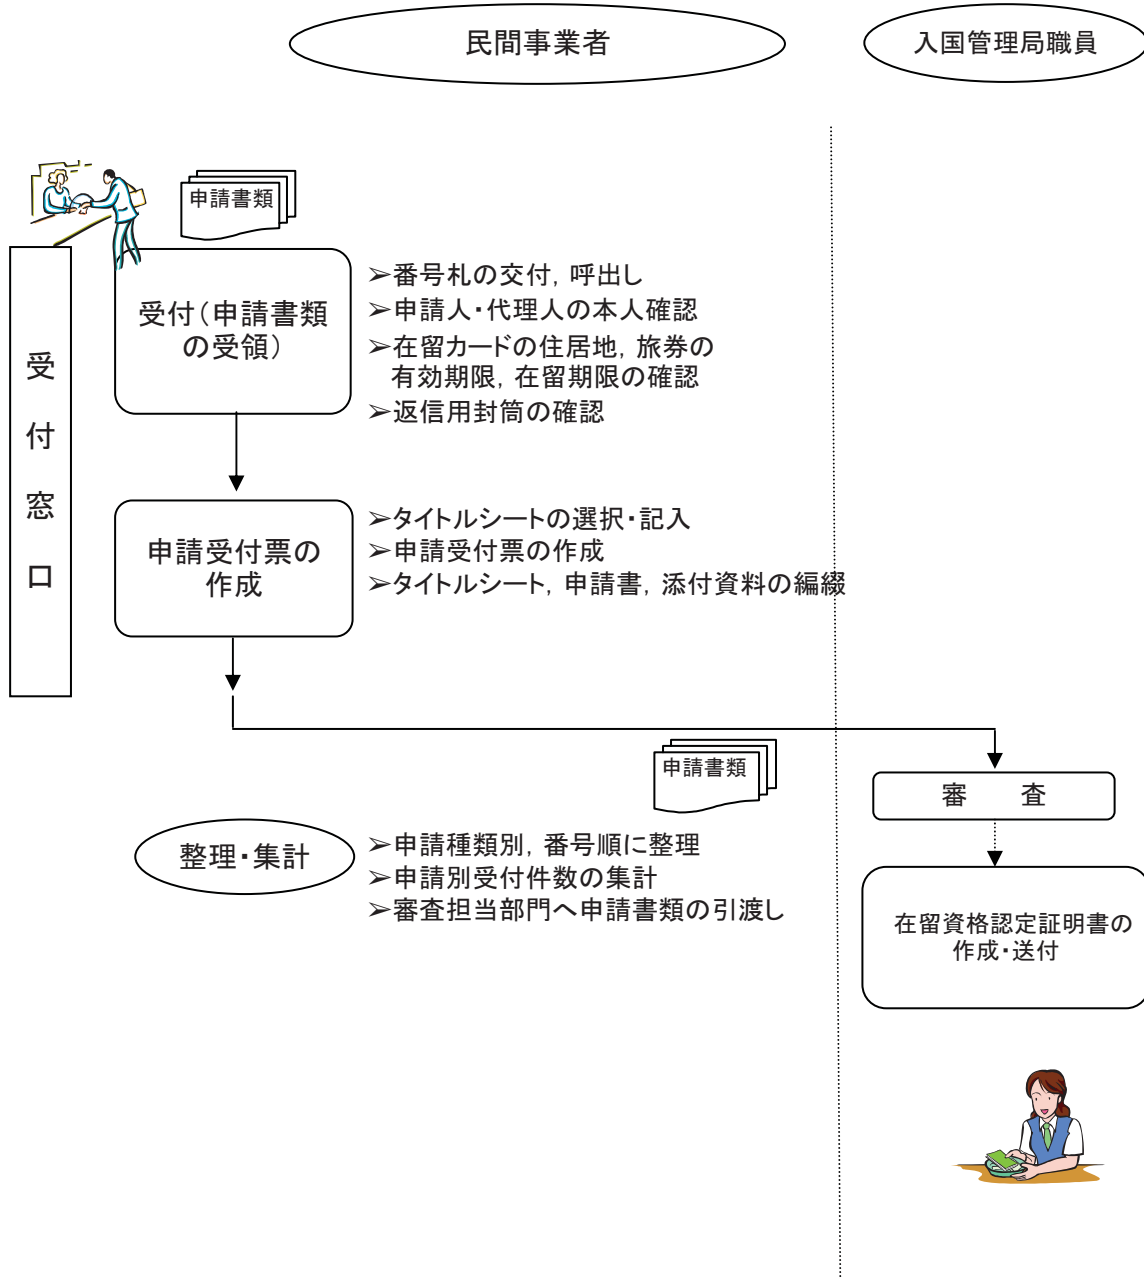 民間事業者
入国管理局職員
申請書類
受付窓口
受付(申請書類
の受領)
➢番号札の交付, 呼出し
➢申請人・代理人の本人確認
➢在留カードの住居地, 旅券の
有効期限, 在留期限の確認
➢返信用封筒の確認
申請受付票の
作成
➢タイトルシートの選択・記入
➢申請受付票の作成
➢タイトルシート, 申請書, 添付資料の編綴
申請書類
審　査
整理・集計
➢申請種類別, 番号順に整理
➢申請別受付件数の集計
➢審査担当部門へ申請書類の引渡し
在留資格認定証明書の
作成・送付